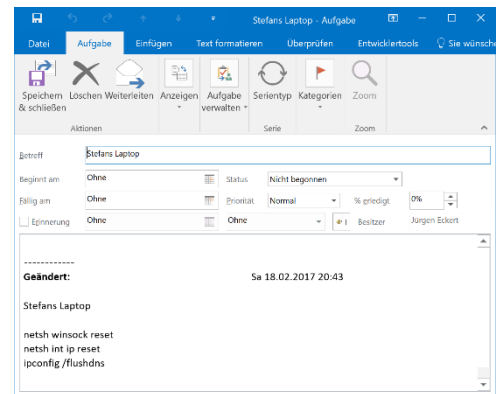 Stefans Laptop - Aufgabe
Datei Aufgabe Einfügen Text formatieren Überprüfen Entwicklertools Sie wünsche
Speichern Löschen Weiterleiten Anzeigen Aufgabe Serientyp Kategorien Zoom
& schließen verwalten
Aktionen Serie Zoom
Betreff Stefans Laptop
Beginnt am Ohne Status Nicht begonnen
Fällig am Ohne Priorität Normal % erledigt 0%
Erinnerung Ohne Ohne Besitzer Jürgen Eckert
------------
Geändert: Sa 18.02.2017 20:43
Stefans Laptop
netsh winsock reset
netsh int ip reset
ipconfig /flushdns